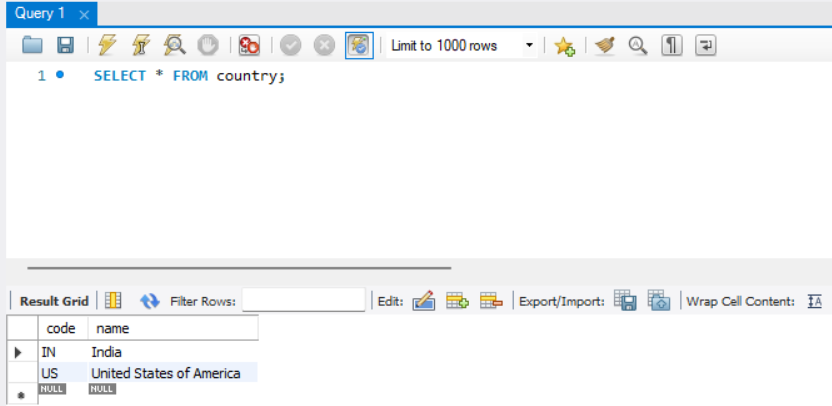 Query 1
Limit to 1000 rows
1 SELECT * FROM country;
Result Grid Filter Rows: Edit: Export/Import: Wrap Cell Content: IA
code name
IN India
US United States of America
NULL NULL